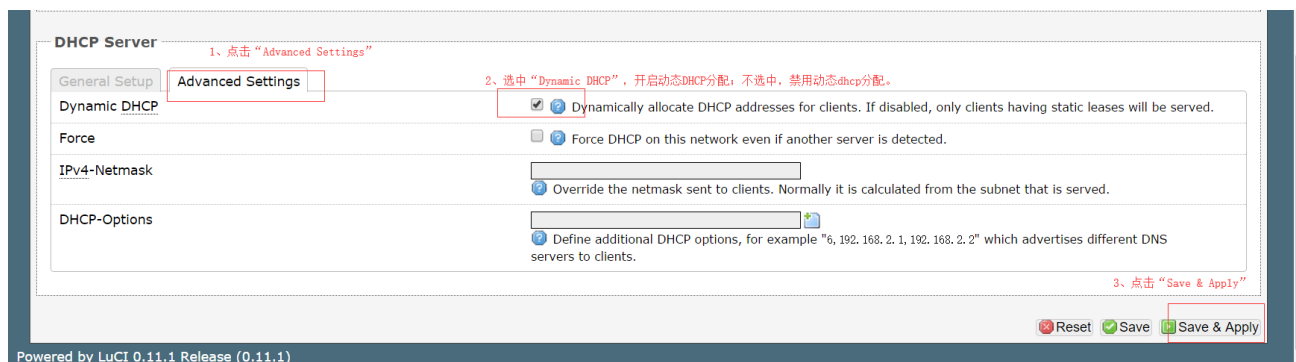 DHCP Server
1、点击“Advanced Settings”
General Setup
Advanced Settings
2、选中“Dynamic DHCP”, 开启动态DHCP分配；不选中，禁用动态dhcp分配。
Dynamic DHCP
Dynamically allocate DHCP addresses for clients. If disabled, only clients having static leases will be served.
Force
Force DHCP on this network even if another server is detected.
IPv4-Netmask
Override the netmask sent to clients. Normally it is calculated from the subnet that is served.
DHCP-Options
Define additional DHCP options, for example "6,192.168.2.1,192.168.2.2" which advertises different DNS
servers to clients.
3、点击“Save & Apply”
Reset Save Save & Apply
Powered by LuCI 0.11.1 Release (0.11.1)